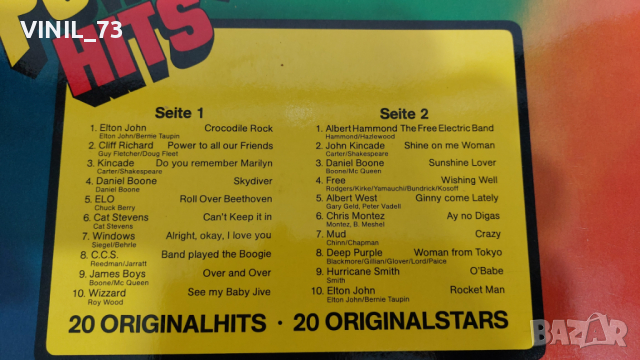 VINIL_73
HITS
Seite 1
1. Elton John Crocodile Rock
Elton John/Bernie Taupin
2. Cliff Richard Power to all our Friends
Guy Fletcher/Doug Fleet
3. Kincade Do you remember Marilyn
Carter/Shakespeare
4. Daniel Boone Skydiver
Daniel Boone
5. ELO Roll Over Beethoven
Chuck Berry
6. Cat Stevens Can't Keep it in
Cat Stevens
7. Windows Alright, okay, I love you
Siegel/Behrle
8. C.C.S. Band played the Boogie
Reedman/Jarratt
9. James Boys Over and Over
Boone/Mc Queen
10. Wizzard See my Baby Jive
Roy Wood
Seite 2
1. Albert Hammond The Free Electric Band
Hammond/Hazlewood
2. John Kincade Shine on me Woman
Carter/Shakespeare
3. Daniel Boone Sunshine Lover
Boone/Mc Queen
4. Free Wishing Well
Rodgers/Kirke/Yamauchi/Bundrick/Kosoff
5. Albert West Ginny come Lately
Gary Geld, Peter Vadell
6. Chris Montez Ay no Digas
Montez, B. Meshel
7. Mud Crazy
Chinn/Chapman
8. Deep Purple Woman from Tokyo
Blackmore/Gillan/Glover/Lord/Paice
9. Hurricane Smith O'Babe
Smith
10. Elton John Rocket Man
Elton John/Bernie Taupin
20 ORIGINALHITS · 20 ORIGINALSTARS
bazar.bg